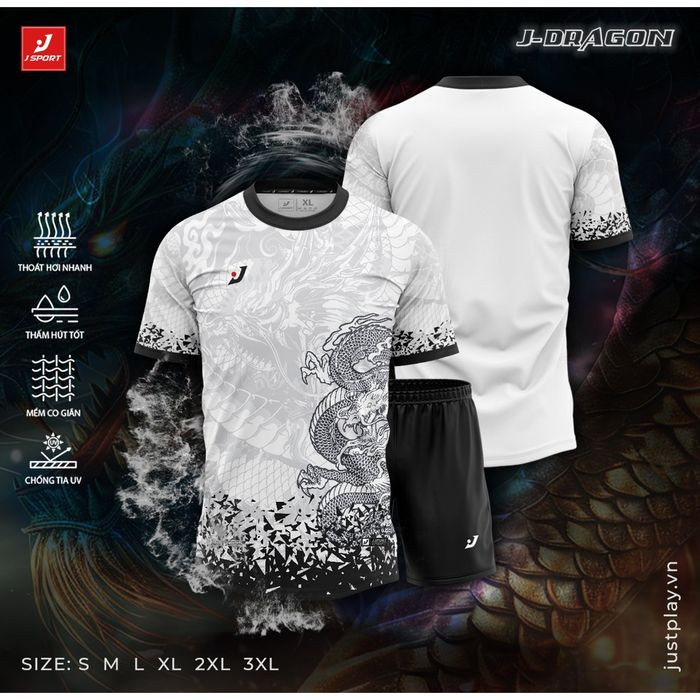 J SPORT
J-DRAGON
XL
THOÁT HƠI NHANH
THẤM HÚT TỐT
MỀM CO GIÃN
UV
CHỐNG TIA UV
justplay.vn
SIZE: S M L XL 2XL 3XL